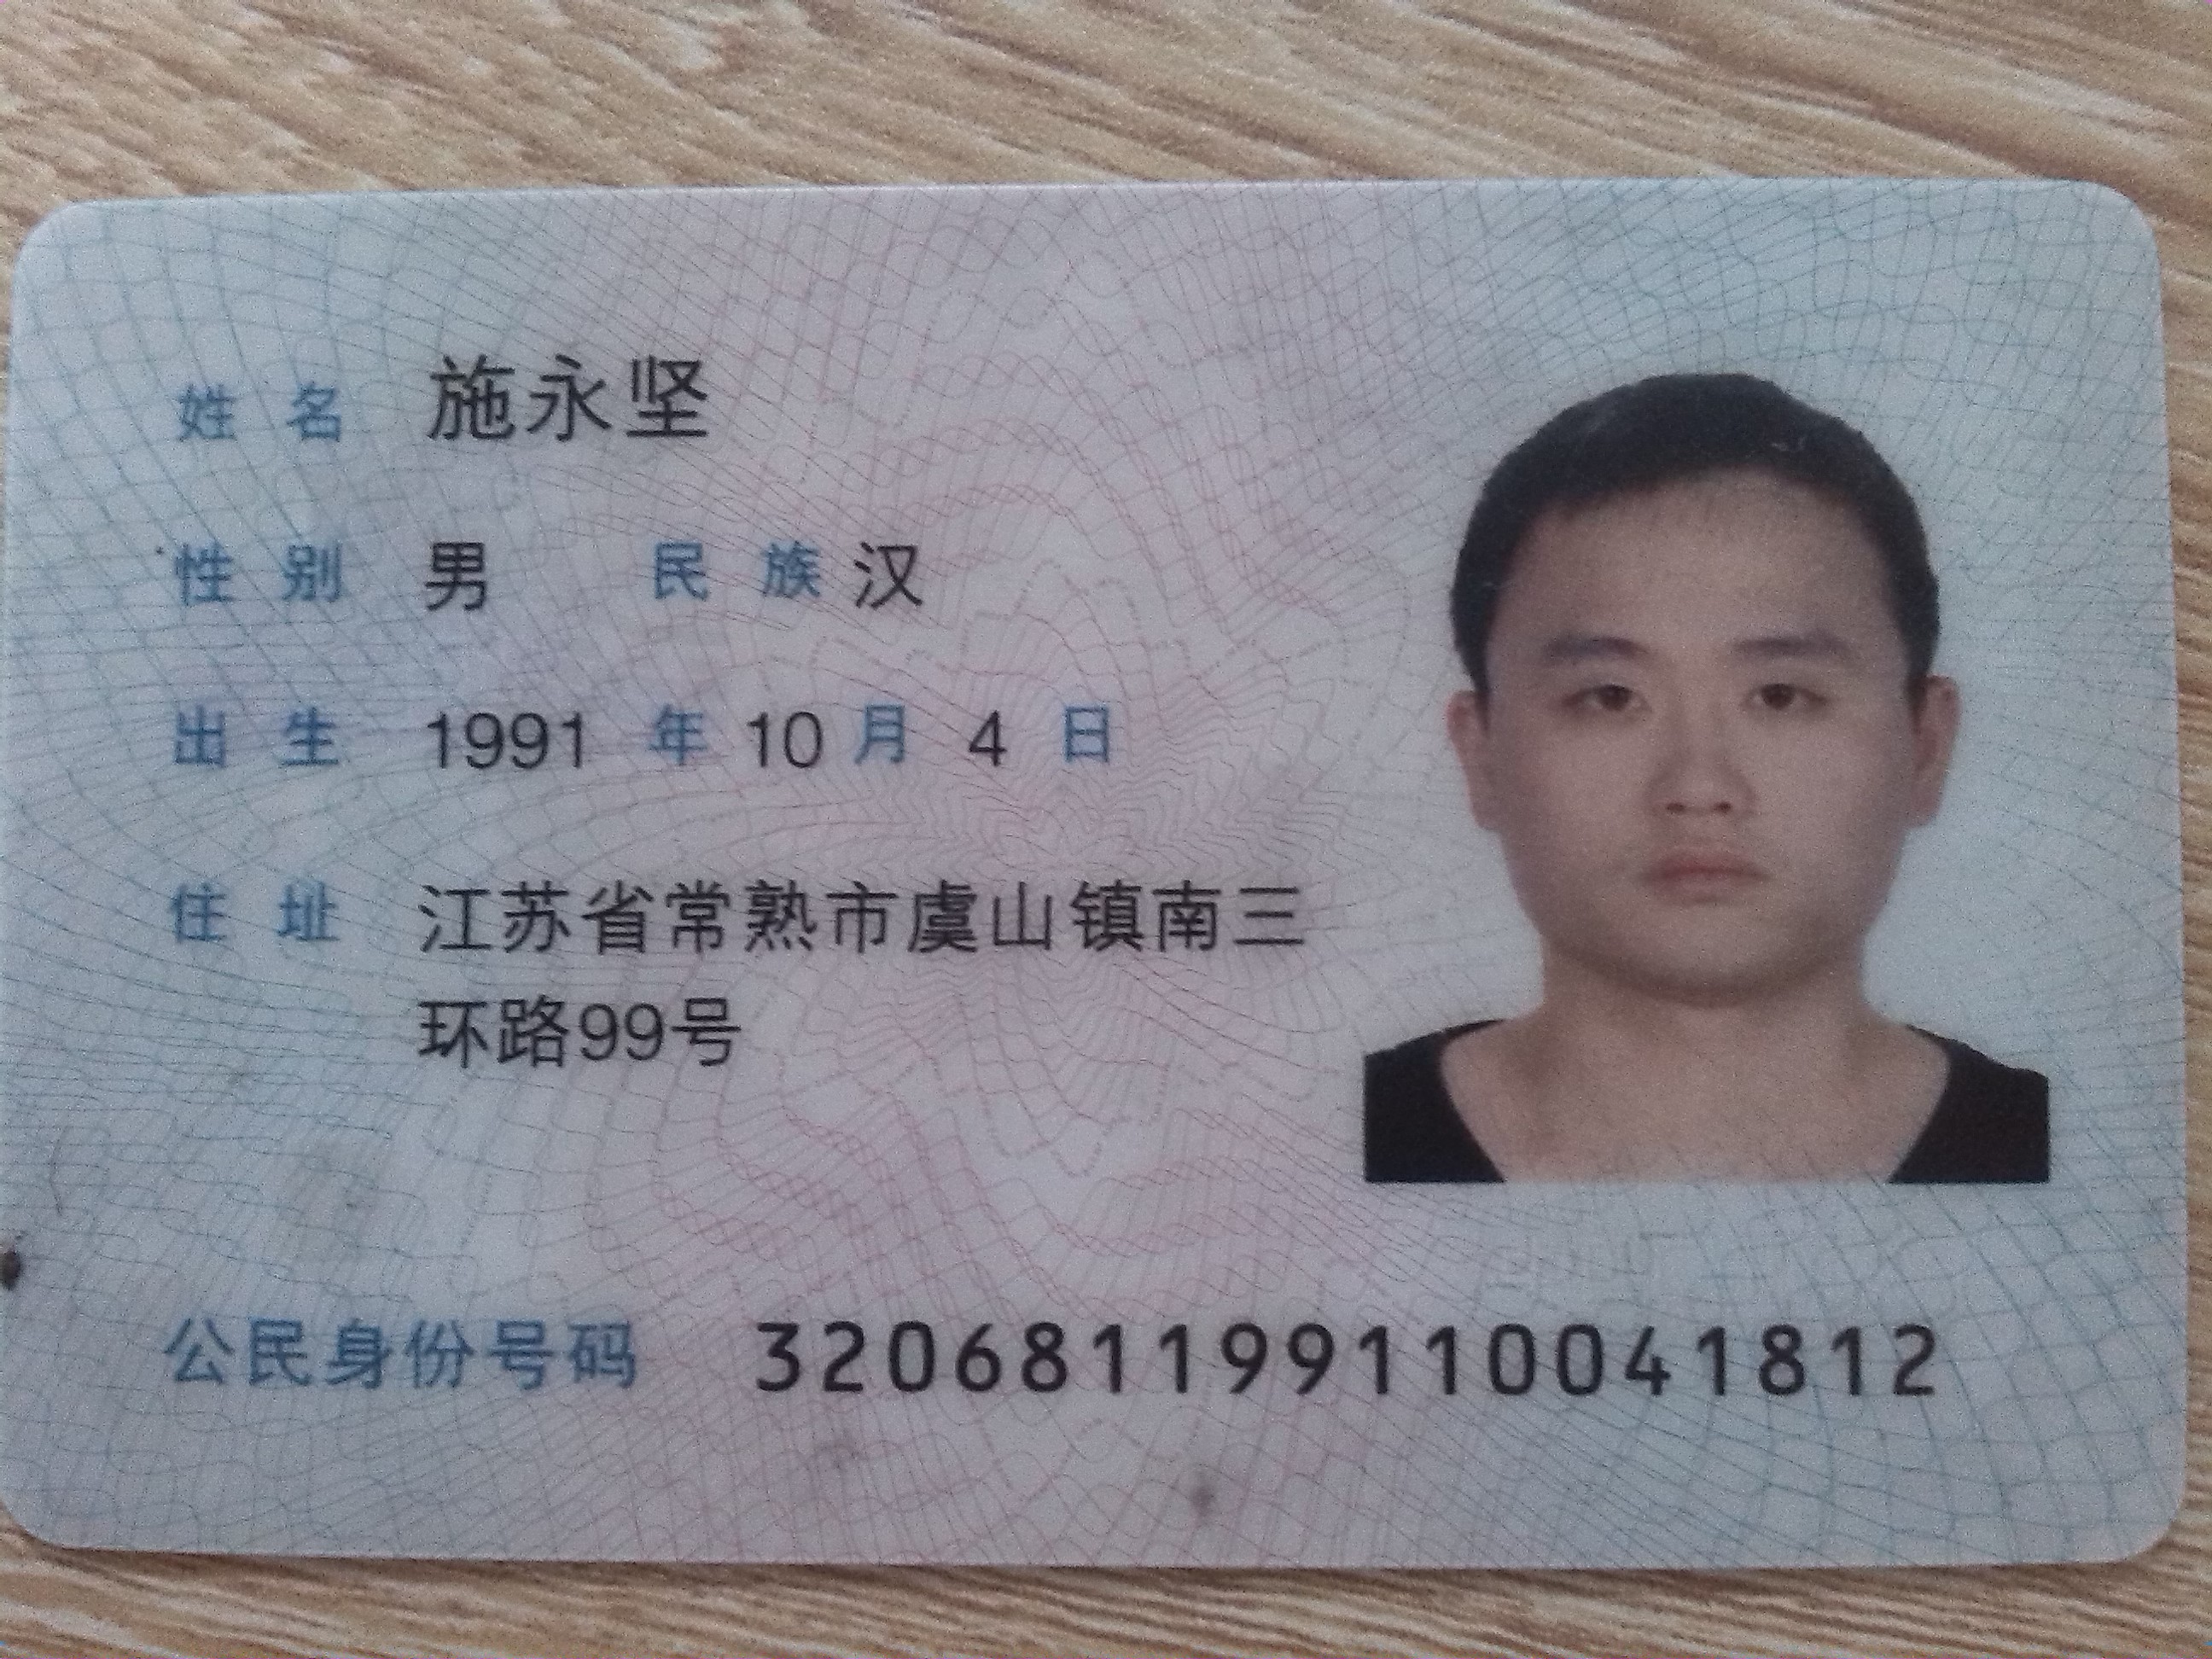 姓名 施永坚
性别 男 民族 汉
出生 1991 年 10 月 4 日
住址 江苏省常熟市虞山镇南三
环路99号
公民身份号码 320681199110041812